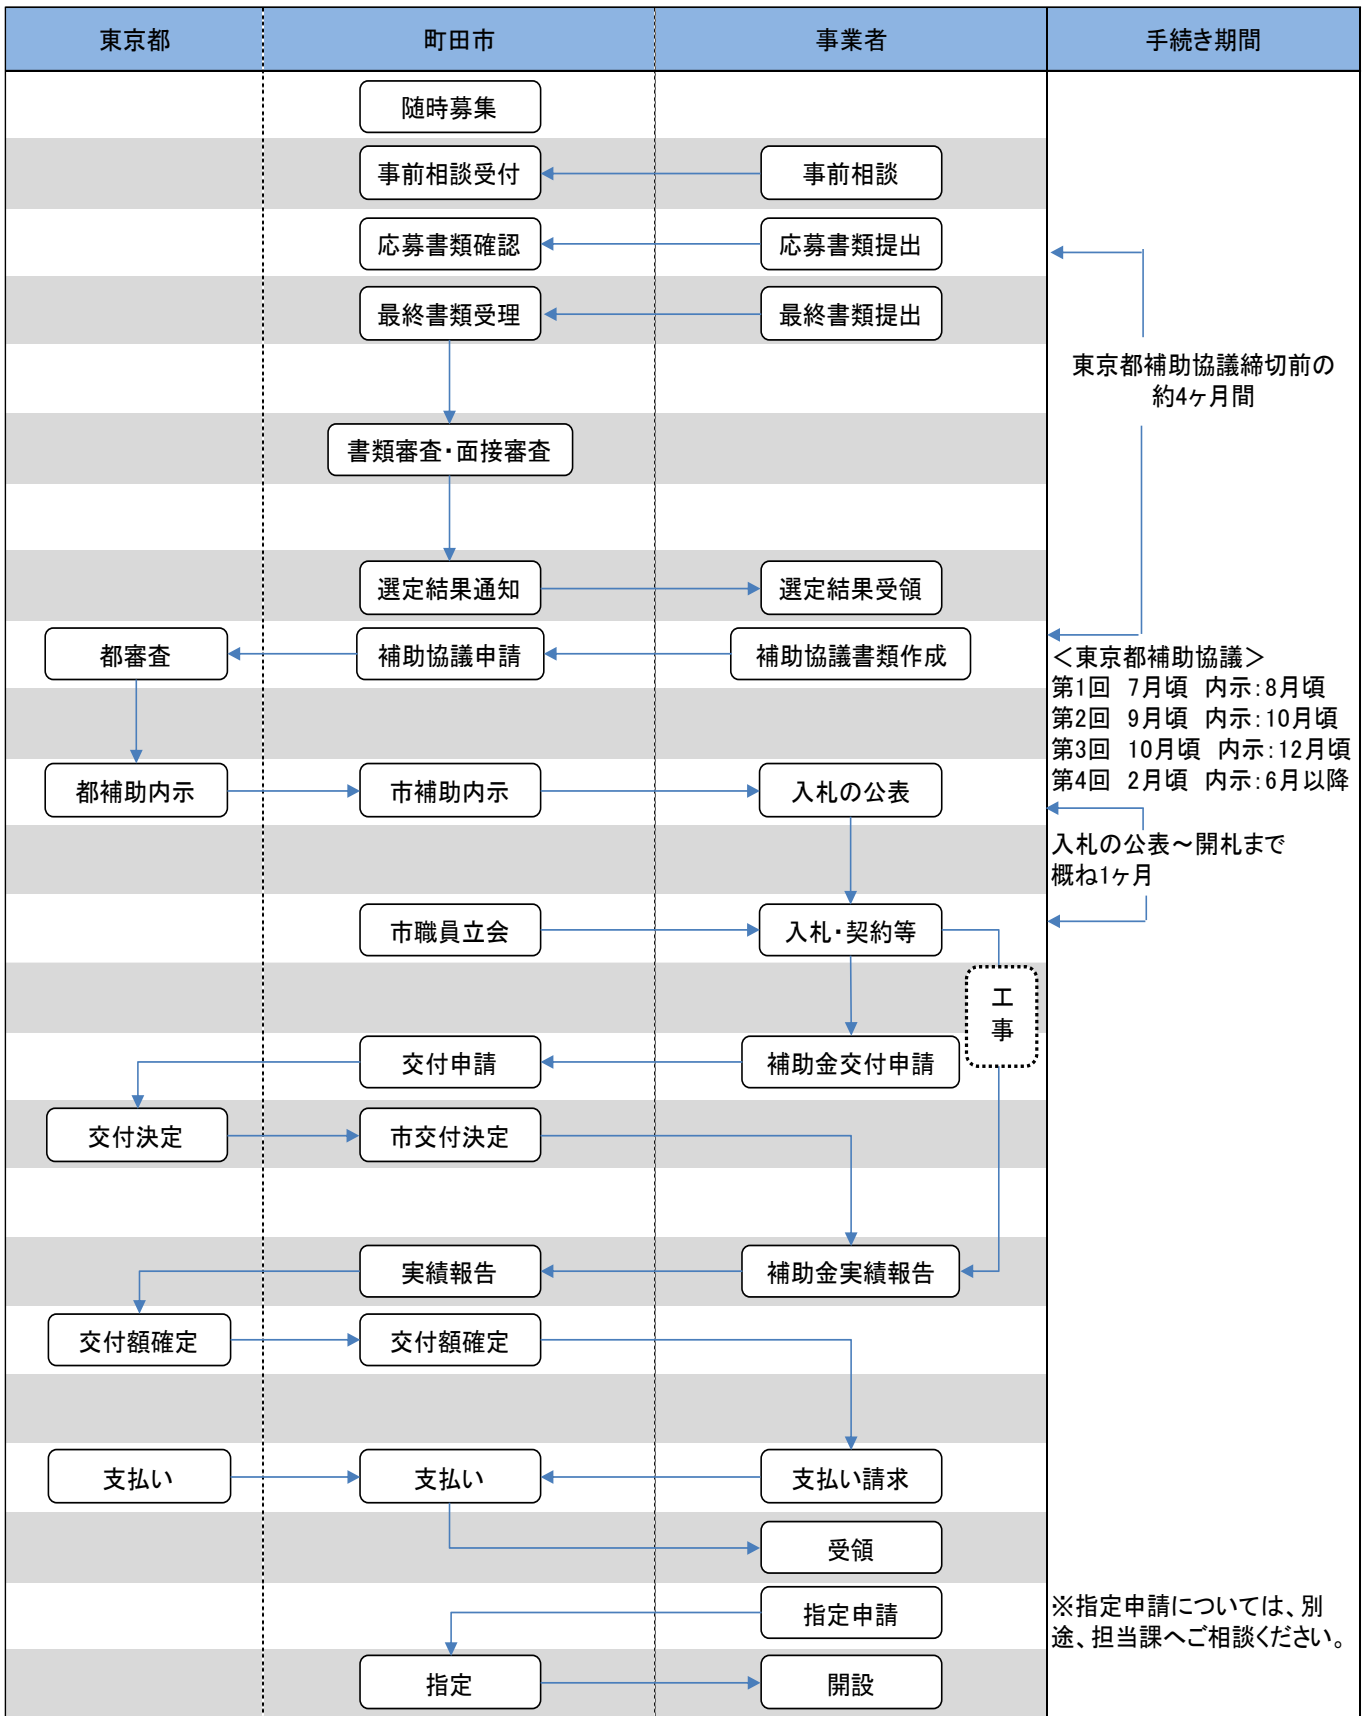 東京都
町田市
事業者
手続き期間
随時募集
事前相談受付
事前相談
応募書類確認
応募書類提出
最終書類受理
最終書類提出
東京都補助協議締切前の
約4ヶ月間
書類審査・面接審査
選定結果通知
選定結果受領
都審査
補助協議申請
補助協議書類作成
＜東京都補助協議＞
第1回　7月頃　内示：8月頃
第2回　9月頃　内示：10月頃
第3回　10月頃　内示：12月頃
第4回　2月頃　内示：6月以降
都補助内示
市補助内示
入札の公表
入札の公表～開札まで
概ね1ヶ月
市職員立会
入札・契約等
工
事
交付申請
補助金交付申請
交付決定
市交付決定
実績報告
補助金実績報告
交付額確定
交付額確定
支払い
支払い
支払い請求
受領
指定申請
※指定申請については、別
途、担当課へご相談ください。
指定
開設